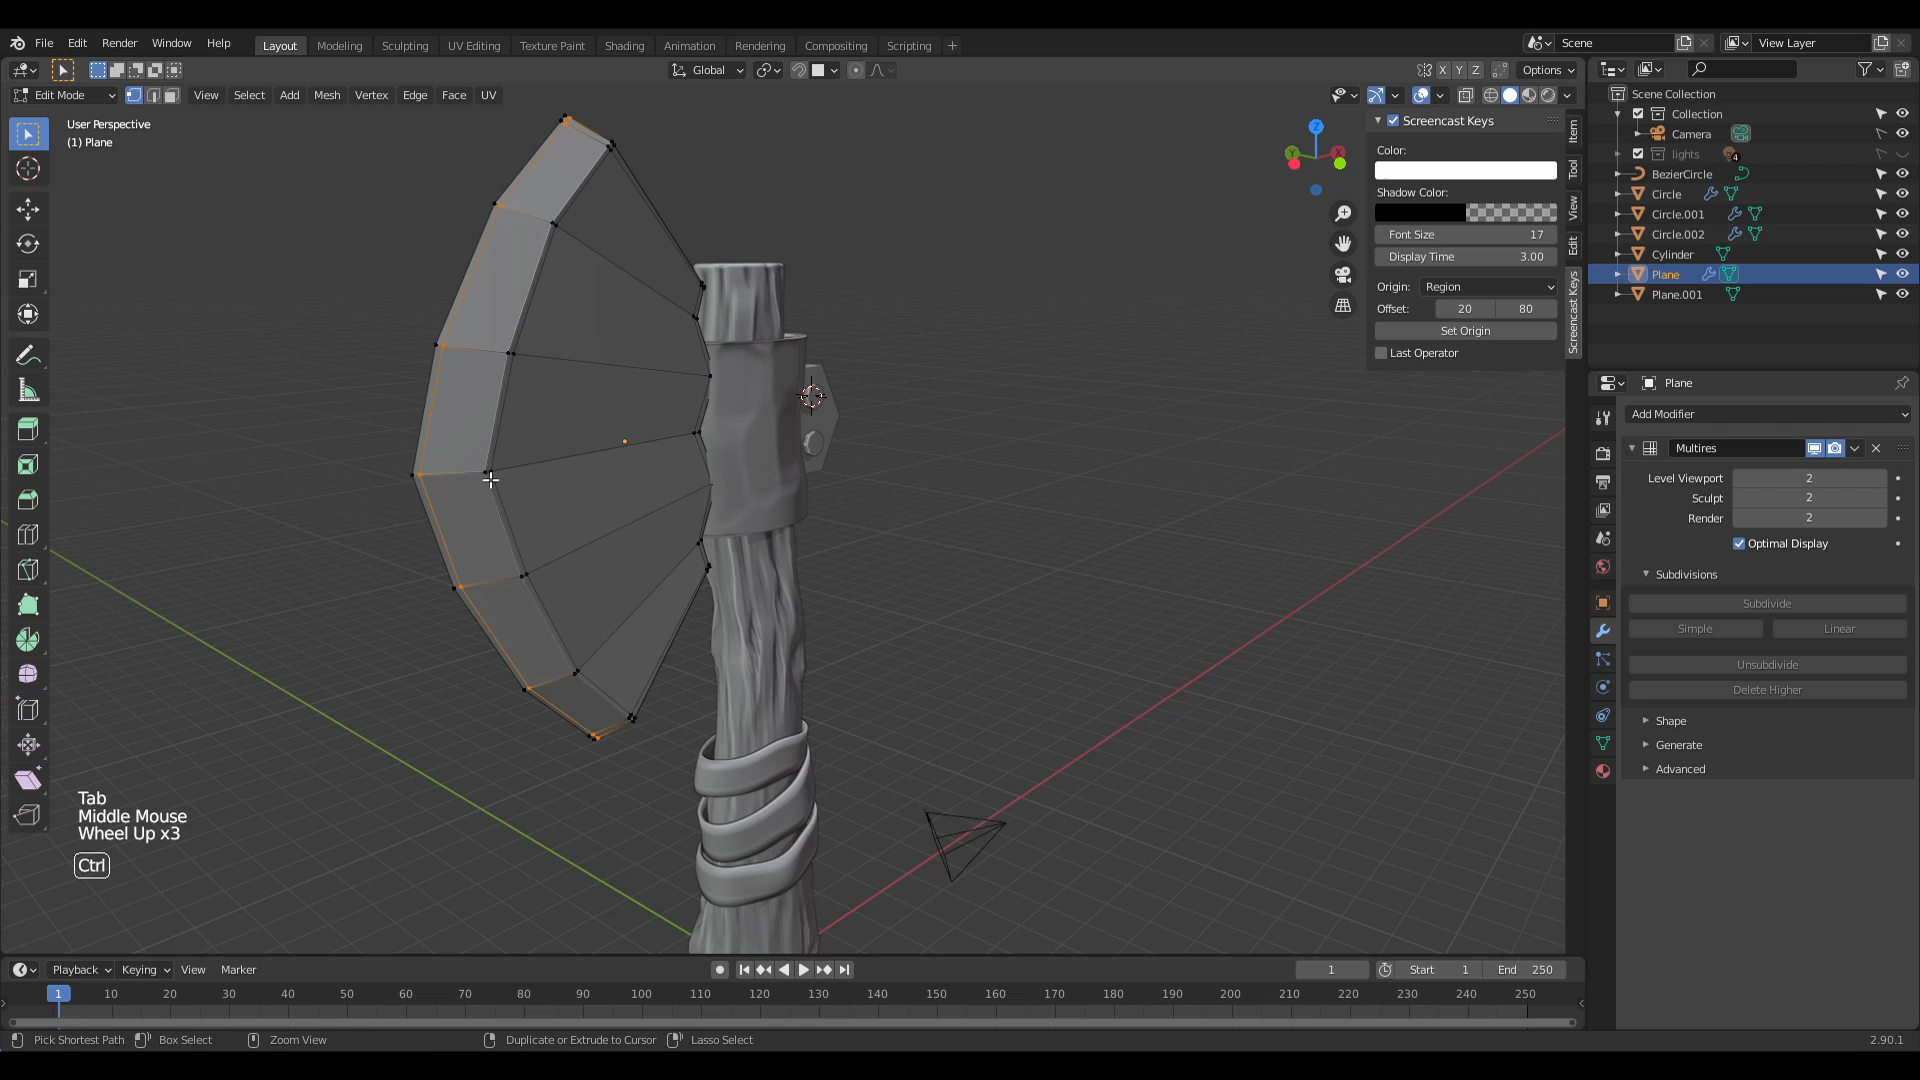 File Edit Render Window Help Layout Modeling Sculpting UV Editing Texture Paint Shading Animation Rendering Compositing Scripting + Scene View Layer
Global X Y Z Options
Edit Mode View Select Add Mesh Vertex Edge Face UV
User Perspective
(1) Plane
Z
Y
X
Screencast Keys
Color:
Shadow Color:
Font Size 17
Display Time 3.00
Origin: Region
Offset: 20 80
Set Origin
Last Operator
Item
Tool
View
Edit
Screencast Keys
Scene Collection
Collection
Camera
lights 4
BezierCircle
Circle
Circle.001
Circle.002
Cylinder
Plane
Plane.001
Plane
Add Modifier
Multires
Level Viewport 2
Sculpt 2
Render 2
Optimal Display
Subdivisions
Subdivide
Simple Linear
Unsubdivide
Delete Higher
Shape
Generate
Advanced
Tab
Middle Mouse
Wheel Up x3
Ctrl
Playback Keying View Marker 1 Start 1 End 250
1 10 20 30 40 50 60 70 80 90 100 110 120 130 140 150 160 170 180 190 200 210 220 230 240 250
Pick Shortest Path Box Select Zoom View Duplicate or Extrude to Cursor Lasso Select 2.90.1